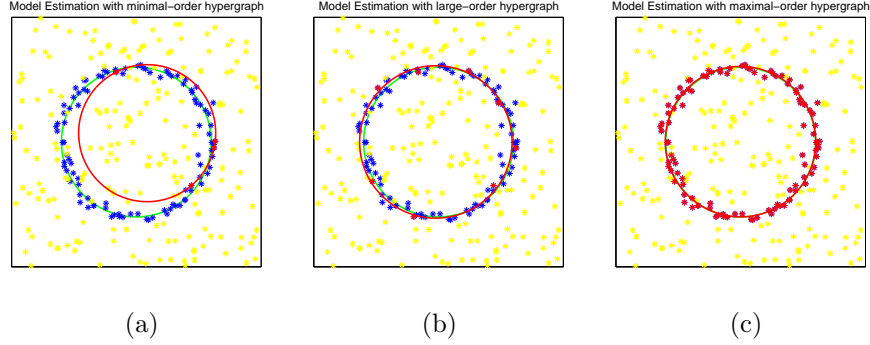 Model Estimation with minimal−order hypergraph
Model Estimation with large−order hypergraph
Model Estimation with maximal−order hypergraph
(a)
(b)
(c)